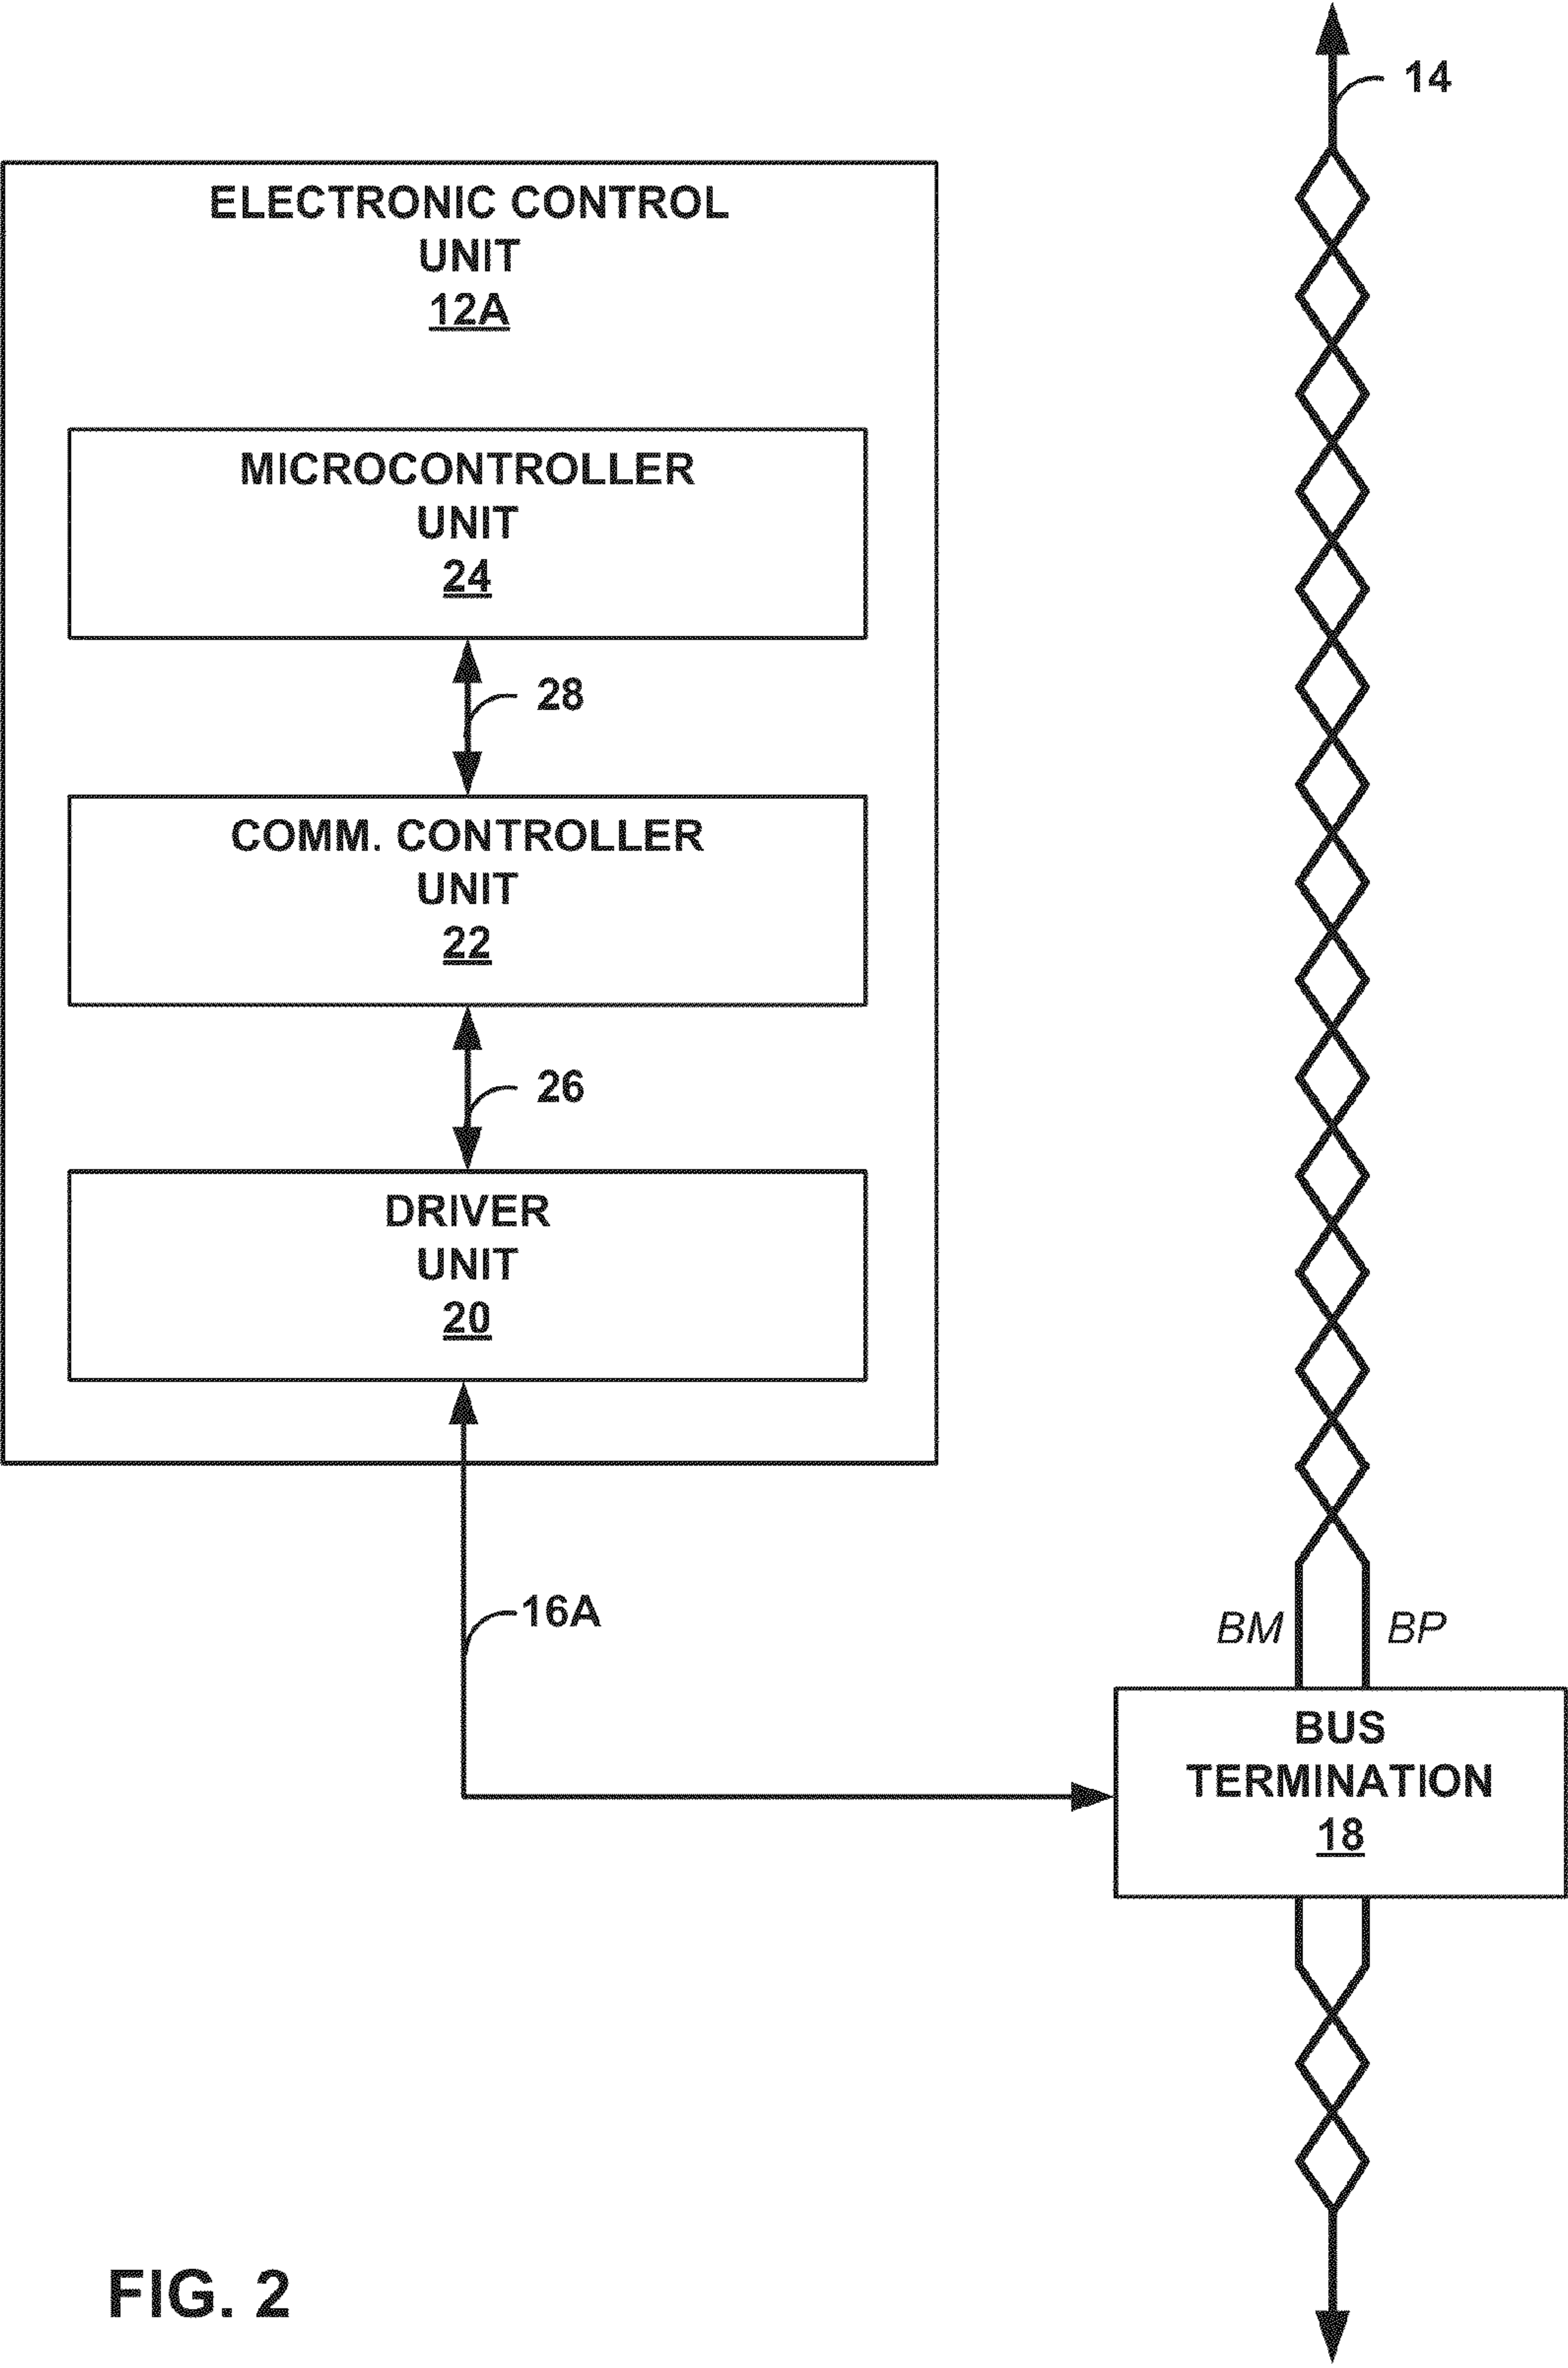 14
ELECTRONIC CONTROL
UNIT
12A
MICROCONTROLLER
UNIT
24
28
COMM. CONTROLLER
UNIT
22
26
DRIVER
UNIT
20
16A
BM
BP
BUS
TERMINATION
18
FIG. 2